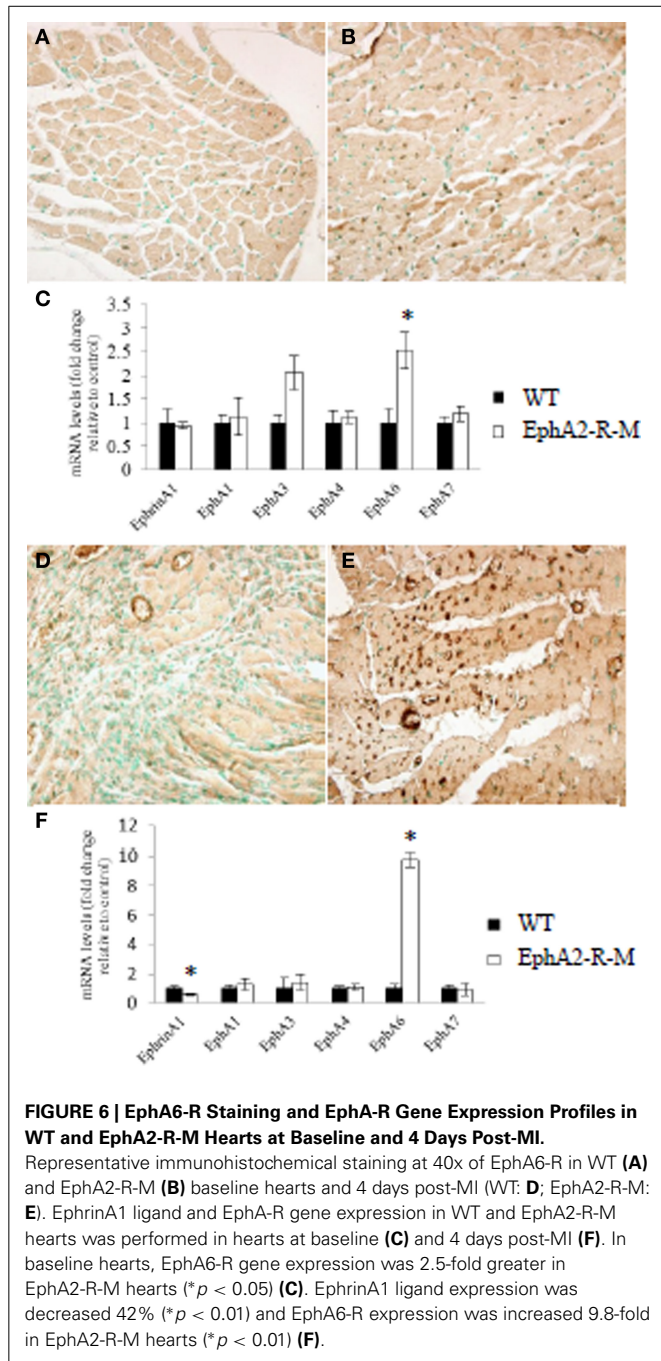 A
B
C
mRNA levels (fold change
relative to control)
3.5
3
2.5
2
1.5
1
0.5
0
*
WT
EphA2-R-M
EphrinA1
EphA1
EphA3
EphA4
EphA6
EphA7
D
E
F
mRNA levels (fold change
relative to control)
12
10
8
6
4
2
0
*
*
WT
EphA2-R-M
EphrinA1
EphA1
EphA3
EphA4
EphA6
EphA7
FIGURE 6 | EphA6-R Staining and EphA-R Gene Expression Profiles in
WT and EphA2-R-M Hearts at Baseline and 4 Days Post-MI.
Representative immunohistochemical staining at 40x of EphA6-R in WT (A)
and EphA2-R-M (B) baseline hearts and 4 days post-MI (WT: D; EphA2-R-M:
E). EphrinA1 ligand and EphA-R gene expression in WT and EphA2-R-M
hearts was performed in hearts at baseline (C) and 4 days post-MI (F). In
baseline hearts, EphA6-R gene expression was 2.5-fold greater in
EphA2-R-M hearts (*p < 0.05) (C). EphrinA1 ligand expression was
decreased 42% (*p < 0.01) and EphA6-R expression was increased 9.8-fold
in EphA2-R-M hearts (*p < 0.01) (F).